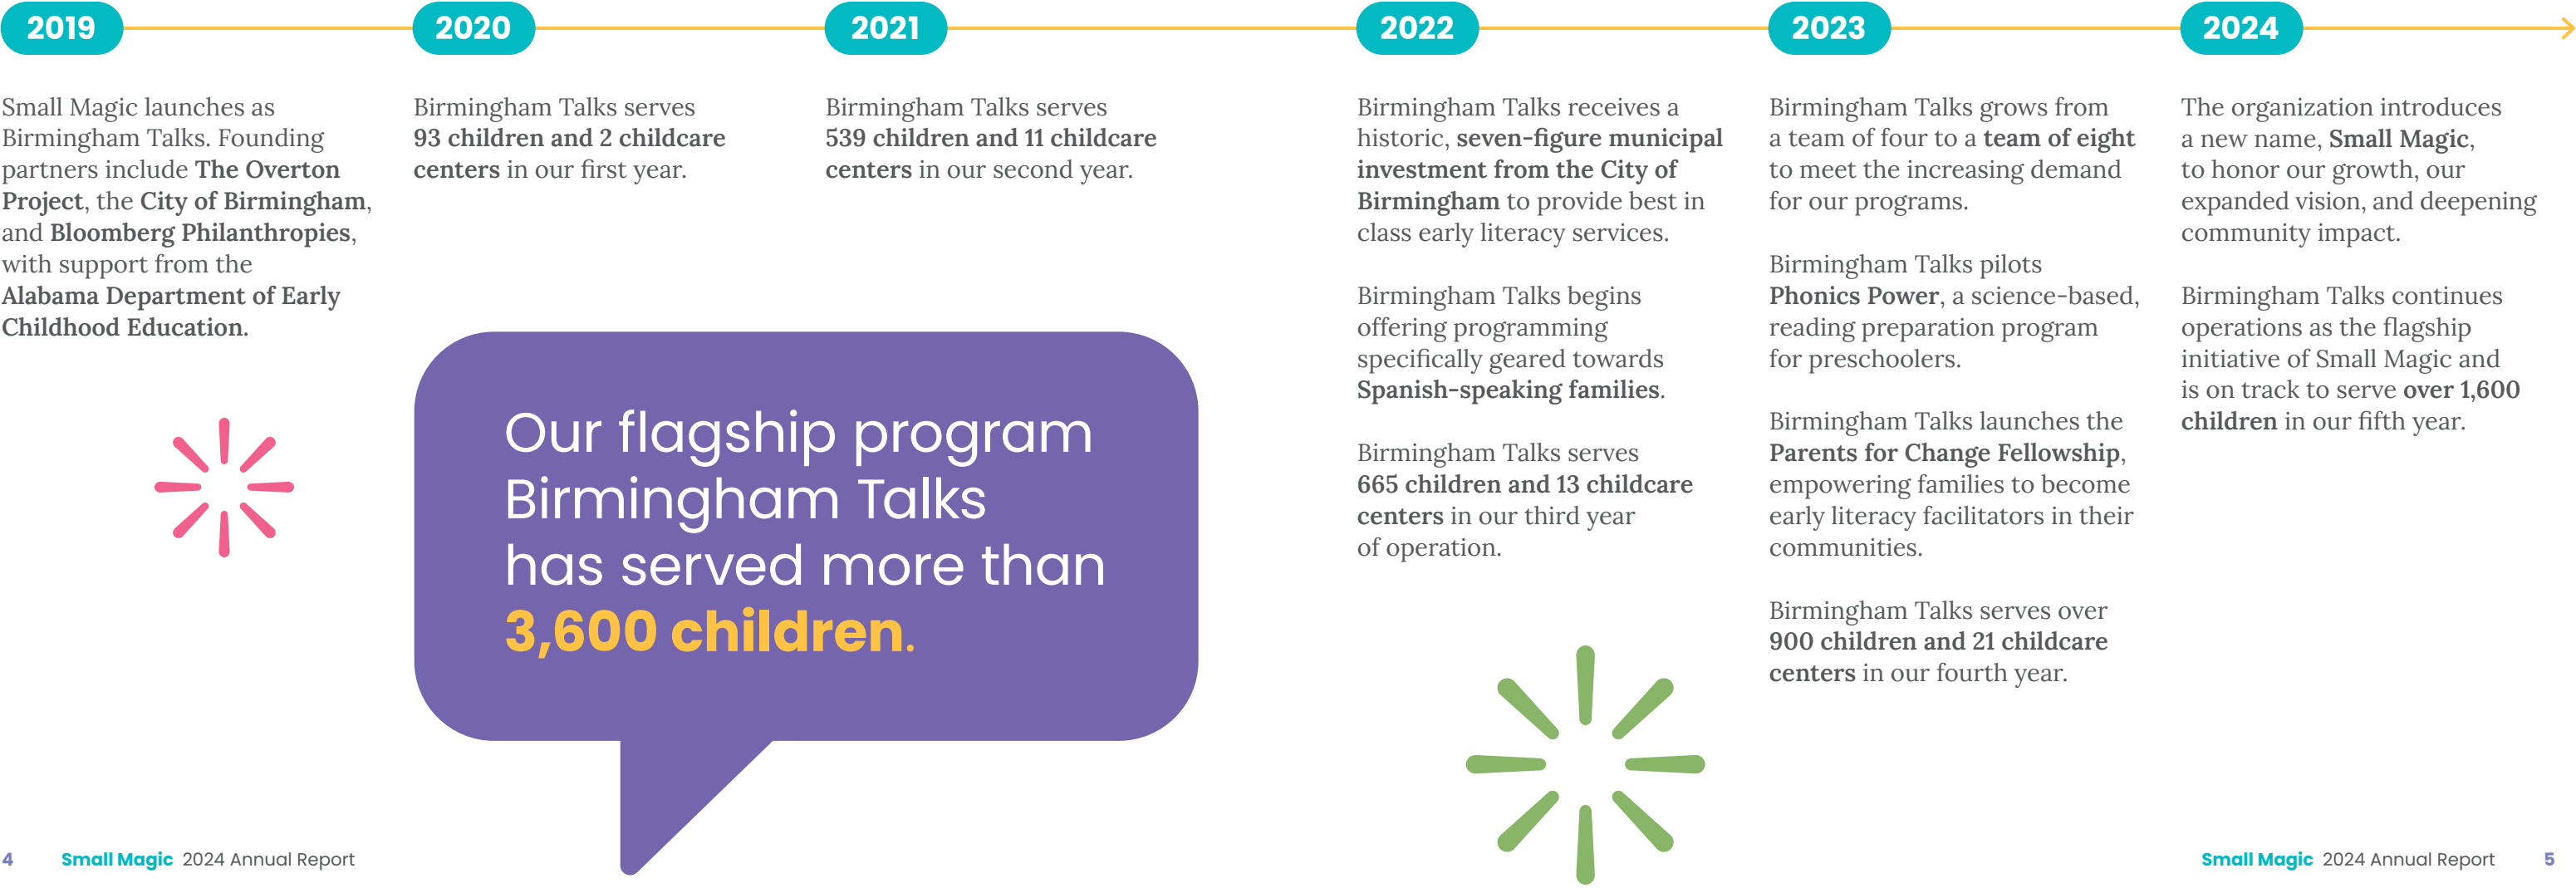 2019
Small Magic launches as
Birmingham Talks. Founding
partners include The Overton
Project, the City of Birmingham,
and Bloomberg Philanthropies,
with support from the
Alabama Department of Early
Childhood Education.
2020
Birmingham Talks serves
93 children and 2 childcare
centers in our first year.
2021
Birmingham Talks serves
539 children and 11 childcare
centers in our second year.
Our flagship program
Birmingham Talks
has served more than
3,600 children.
2022
Birmingham Talks receives a
historic, seven-figure municipal
investment from the City of
Birmingham to provide best in
class early literacy services.
Birmingham Talks begins
offering programming
specifically geared towards
Spanish-speaking families.
Birmingham Talks serves
665 children and 13 childcare
centers in our third year
of operation.
2023
Birmingham Talks grows from
a team of four to a team of eight
to meet the increasing demand
for our programs.
Birmingham Talks pilots
Phonics Power, a science-based,
reading preparation program
for preschoolers.
Birmingham Talks launches the
Parents for Change Fellowship,
empowering families to become
early literacy facilitators in their
communities.
Birmingham Talks serves over
900 children and 21 childcare
centers in our fourth year.
2024
The organization introduces
a new name, Small Magic,
to honor our growth, our
expanded vision, and deepening
community impact.
Birmingham Talks continues
operations as the flagship
initiative of Small Magic and
is on track to serve over 1,600
children in our fifth year.
4 Small Magic 2024 Annual Report
Small Magic 2024 Annual Report 5